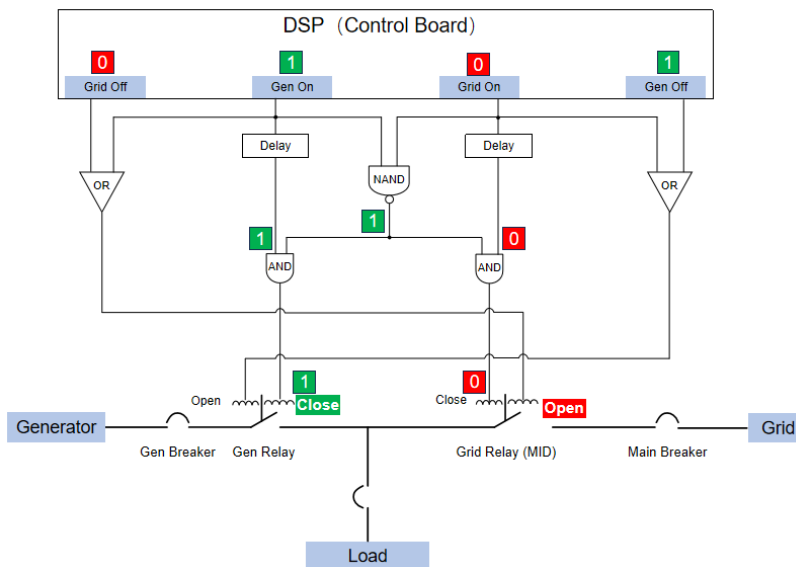 DSP（Control Board）
0
1
0
1
Grid Off
Gen On
Grid On
Gen Off
Delay
Delay
OR
NAND
OR
1
1
0
AND
AND
1
0
Open
Close
Close
Open
Generator
Grid
Gen Breaker
Gen Relay
Grid Relay (MID)
Main Breaker
Load